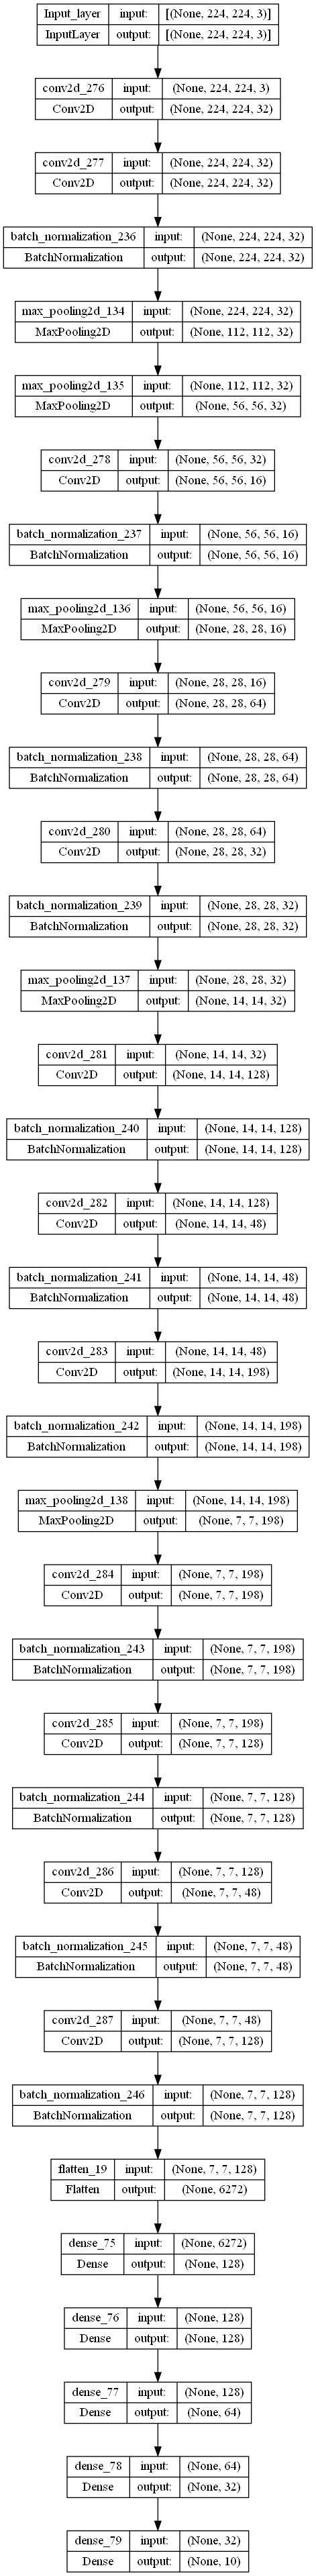 Input_layer input: [(None, 224, 224, 3)]
InputLayer output: [(None, 224, 224, 3)]
conv2d_276 input: (None, 224, 224, 3)
Conv2D output: (None, 224, 224, 32)
conv2d_277 input: (None, 224, 224, 32)
Conv2D output: (None, 224, 224, 32)
batch_normalization_236 input: (None, 224, 224, 32)
BatchNormalization output: (None, 224, 224, 32)
max_pooling2d_134 input: (None, 224, 224, 32)
MaxPooling2D output: (None, 112, 112, 32)
max_pooling2d_135 input: (None, 112, 112, 32)
MaxPooling2D output: (None, 56, 56, 32)
conv2d_278 input: (None, 56, 56, 32)
Conv2D output: (None, 56, 56, 16)
batch_normalization_237 input: (None, 56, 56, 16)
BatchNormalization output: (None, 56, 56, 16)
max_pooling2d_136 input: (None, 56, 56, 16)
MaxPooling2D output: (None, 28, 28, 16)
conv2d_279 input: (None, 28, 28, 16)
Conv2D output: (None, 28, 28, 64)
batch_normalization_238 input: (None, 28, 28, 64)
BatchNormalization output: (None, 28, 28, 64)
conv2d_280 input: (None, 28, 28, 64)
Conv2D output: (None, 28, 28, 32)
batch_normalization_239 input: (None, 28, 28, 32)
BatchNormalization output: (None, 28, 28, 32)
max_pooling2d_137 input: (None, 28, 28, 32)
MaxPooling2D output: (None, 14, 14, 32)
conv2d_281 input: (None, 14, 14, 32)
Conv2D output: (None, 14, 14, 128)
batch_normalization_240 input: (None, 14, 14, 128)
BatchNormalization output: (None, 14, 14, 128)
conv2d_282 input: (None, 14, 14, 128)
Conv2D output: (None, 14, 14, 48)
batch_normalization_241 input: (None, 14, 14, 48)
BatchNormalization output: (None, 14, 14, 48)
conv2d_283 input: (None, 14, 14, 48)
Conv2D output: (None, 14, 14, 198)
batch_normalization_242 input: (None, 14, 14, 198)
BatchNormalization output: (None, 14, 14, 198)
max_pooling2d_138 input: (None, 14, 14, 198)
MaxPooling2D output: (None, 7, 7, 198)
conv2d_284 input: (None, 7, 7, 198)
Conv2D output: (None, 7, 7, 198)
batch_normalization_243 input: (None, 7, 7, 198)
BatchNormalization output: (None, 7, 7, 198)
conv2d_285 input: (None, 7, 7, 198)
Conv2D output: (None, 7, 7, 128)
batch_normalization_244 input: (None, 7, 7, 128)
BatchNormalization output: (None, 7, 7, 128)
conv2d_286 input: (None, 7, 7, 128)
Conv2D output: (None, 7, 7, 48)
batch_normalization_245 input: (None, 7, 7, 48)
BatchNormalization output: (None, 7, 7, 48)
conv2d_287 input: (None, 7, 7, 48)
Conv2D output: (None, 7, 7, 128)
batch_normalization_246 input: (None, 7, 7, 128)
BatchNormalization output: (None, 7, 7, 128)
flatten_19 input: (None, 7, 7, 128)
Flatten output: (None, 6272)
dense_75 input: (None, 6272)
Dense output: (None, 128)
dense_76 input: (None, 128)
Dense output: (None, 128)
dense_77 input: (None, 128)
Dense output: (None, 64)
dense_78 input: (None, 64)
Dense output: (None, 32)
dense_79 input: (None, 32)
Dense output: (None, 10)